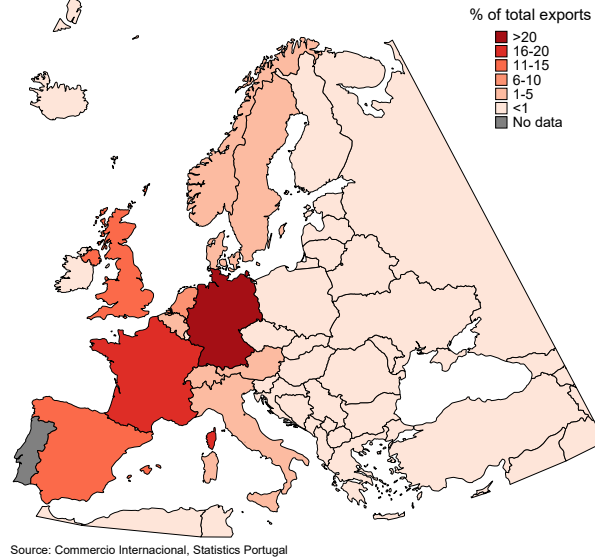 % of total exports
>20
16-20
11-15
6-10
1-5
<1
No data
Source: Commercio Internacional, Statistics Portugal